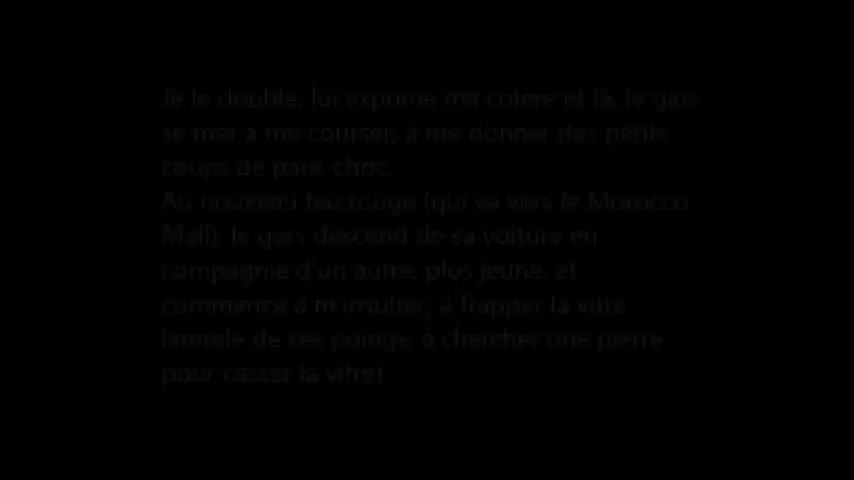 Je le double, lui exprime ma colère et là, le gars
se met à me courser, à me donner des petits
coups de pare-choc.
Au nouveau feu rouge (qui va vers le Morocco
Mall), le gars descend de sa voiture en
compagnie d'un autre, plus jeune, et
commence à m'insulter, à frapper la vitre
latérale de ses poings, à chercher une pierre
pour casser la vitre)